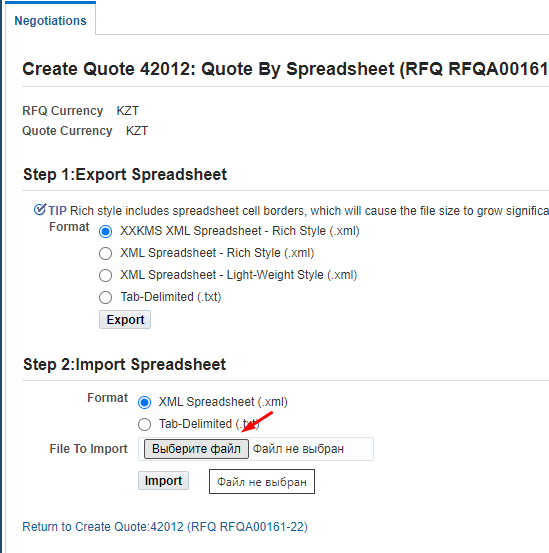 Negotiations
Create Quote 42012: Quote By Spreadsheet (RFQ RFQA00161
RFQ Currency KZT
Quote Currency KZT
Step 1:Export Spreadsheet
TIP Rich style includes spreadsheet cell borders, which will cause the file size to grow significa
Format XXKMS XML Spreadsheet - Rich Style (.xml)
XML Spreadsheet - Rich Style (.xml)
XML Spreadsheet - Light-Weight Style (.xml)
Tab-Delimited (.txt)
Export
Step 2:Import Spreadsheet
Format XML Spreadsheet (.xml)
Tab-Delimited (.txt)
File To Import Выберите файл Файл не выбран
Import Файл не выбран
Return to Create Quote:42012 (RFQ RFQA00161-22)